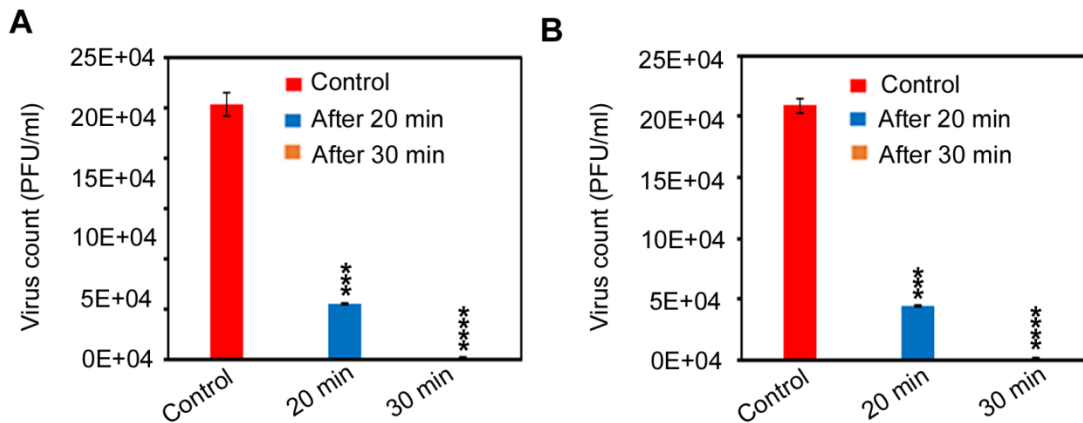 A
Virus count (PFU/ml)
25E+04
20E+04
15E+04
10E+04
5E+04
0E+04
Control
After 20 min
After 30 min
***
****
Control
20 min
30 min
B
Virus count (PFU/ml)
25E+04
20E+04
15E+04
10E+04
5E+04
0E+04
Control
After 20 min
After 30 min
***
****
Control
20 min
30 min